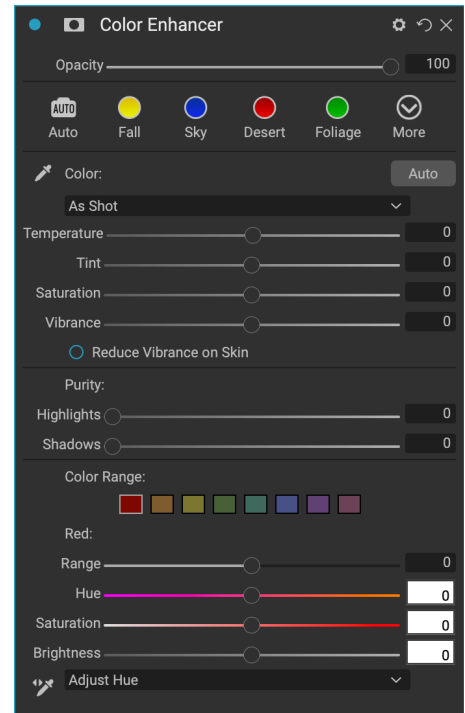 Color Enhancer
Opacity 100
AUTO
Auto Fall Sky Desert Foliage More
Color: Auto
As Shot
Temperature 0
Tint 0
Saturation 0
Vibrance 0
Reduce Vibrance on Skin
Purity:
Highlights 0
Shadows 0
Color Range:
Red:
Range 0
Hue 0
Saturation 0
Brightness 0
Adjust Hue